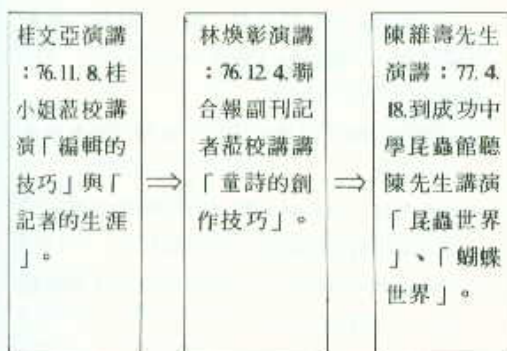 桂文亞演講
：76.11. 8.桂
小姐蒞校講
演「編輯的
技巧」與「
記者的生涯
」。
⇒
林煥彰演講
：76.12. 4.聯
合報副刊記
者蒞校講講
「童詩的創
作技巧」。
⇒
陳維壽先生
演講：77. 4.
18.到成功中
學昆蟲館聽
陳先生講演
「昆蟲世界
」、「蝴蝶
世界」。